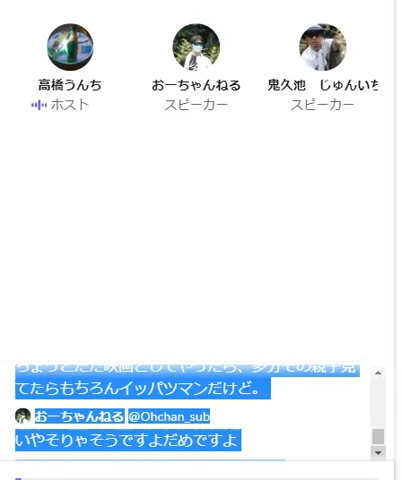 高橋うんち おーちゃんねる 鬼久池 じゅんいち
ホスト スピーカー スピーカー
てたらもちろんイッパツマンだけど。
おーちゃんねる @Ohchan_sub
いやそりゃそうですよだめですよ